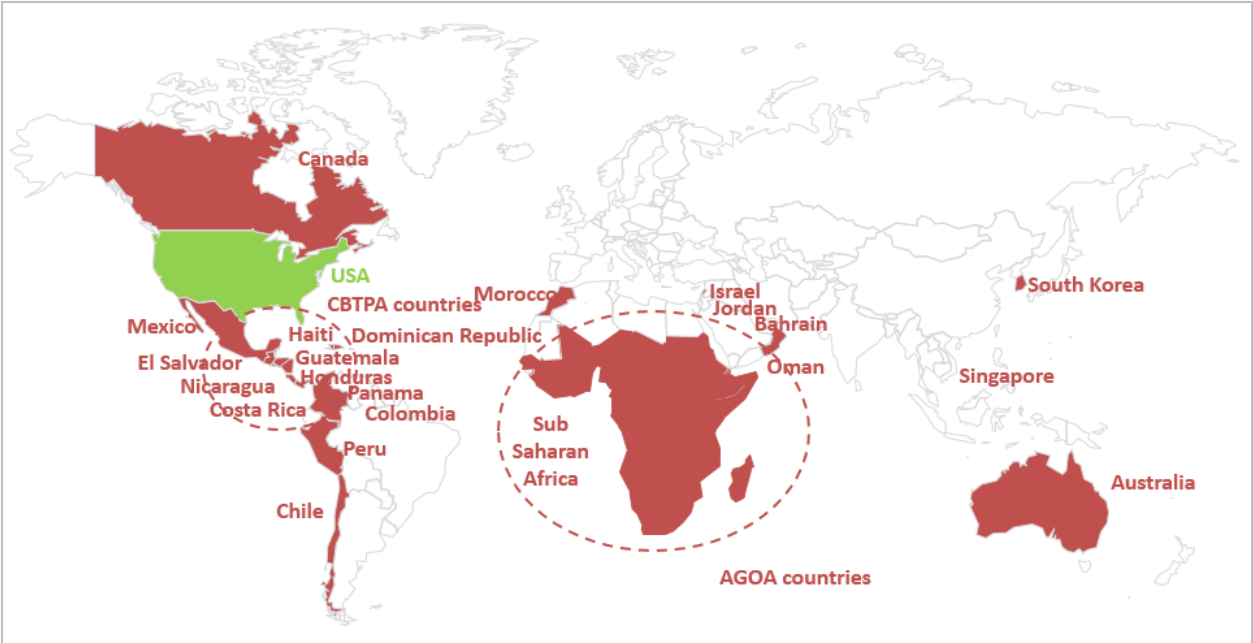 Canada
USA
CBTPA countries
Morocco
Israel
Jordan
South Korea
Mexico
Haiti
Dominican Republic
Bahrain
El Salvador
Guatemala
Oman
Nicaragua
Honduras
Singapore
Panama
Costa Rica
Colombia
Sub
Saharan
Africa
Peru
Australia
Chile
AGOA countries